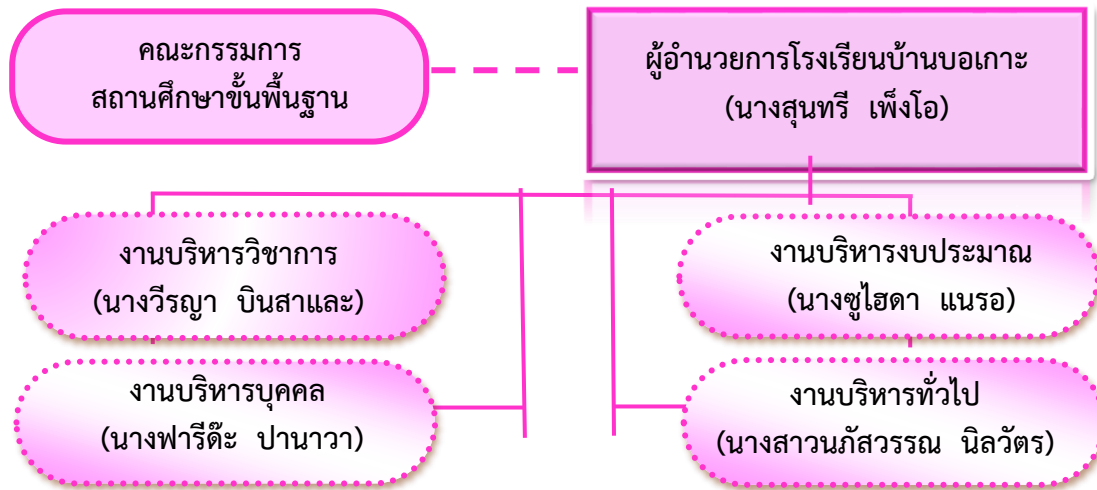 คณะกรรมการ
สถานศึกษาขั้นพื้นฐาน
ผู้อำนวยการโรงเรียนบ้านบอเกาะ
(นางสุนทรี เพ็งโอ)
งานบริหารวิชาการ
(นางวีรญา บินสาและ)
งานบริหารงบประมาณ
(นางซูไฮดา แนรอ)
งานบริหารบุคคล
(นางฟารีด๊ะ ปานาวา)
งานบริหารทั่วไป
(นางสาวนภัสวรรณ นิลวัตร)